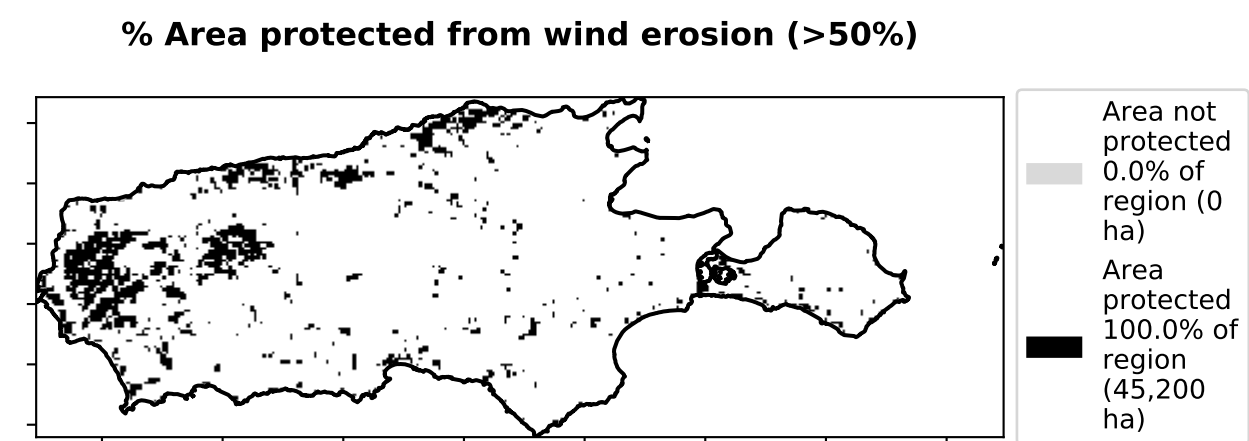 % Area protected from wind erosion (>50%)
Area not
protected
0.0% of
region (0
ha)
Area
protected
100.0% of
region
(45,200
ha)